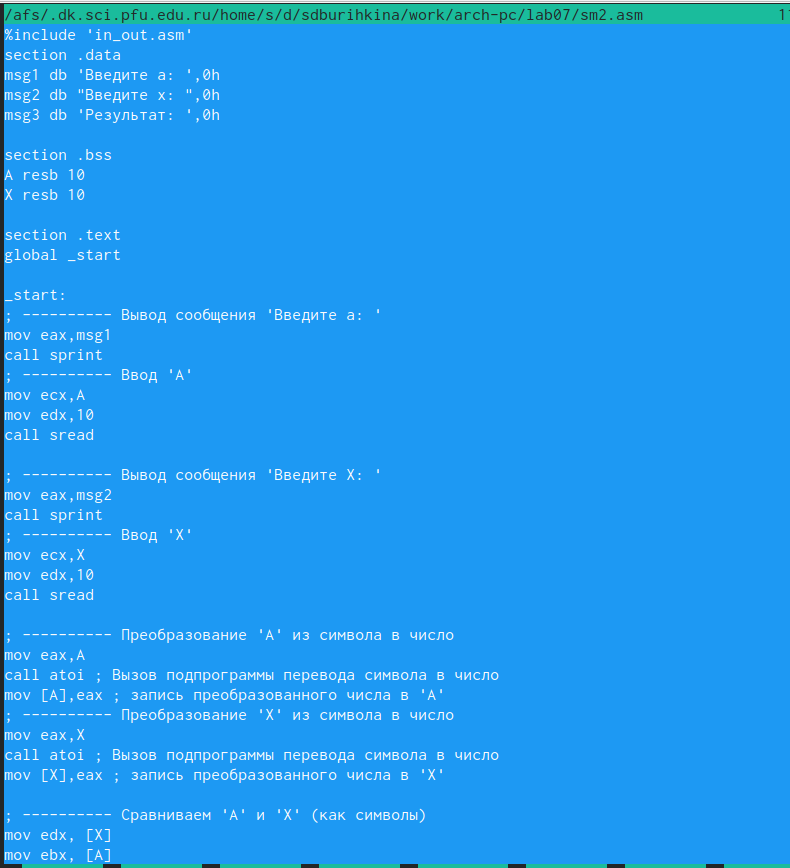 /afs/.dk.sci.pfu.edu.ru/home/s/d/sdburihkina/work/arch-pc/lab07/sm2.asm 1
%include 'in_out.asm'
section .data
msg1 db 'Введите a: ',0h
msg2 db "Введите x: ",0h
msg3 db 'Результат: ',0h
section .bss
A resb 10
X resb 10
section .text
global _start
_start:
; ---------- Вывод сообщения 'Введите a: '
mov eax,msg1
call sprint
; ---------- Ввод 'A'
mov ecx,A
mov edx,10
call sread
; ---------- Вывод сообщения 'Введите X: '
mov eax,msg2
call sprint
; ---------- Ввод 'X'
mov ecx,X
mov edx,10
call sread
; ---------- Преобразование 'A' из символа в число
mov eax,A
call atoi ; Вызов подпрограммы перевода символа в число
mov [A],eax ; запись преобразованного числа в 'A'
; ---------- Преобразование 'X' из символа в число
mov eax,X
call atoi ; Вызов подпрограммы перевода символа в число
mov [X],eax ; запись преобразованного числа в 'X'
; ---------- Сравниваем 'A' и 'X' (как символы)
mov edx, [X]
mov ebx, [A]